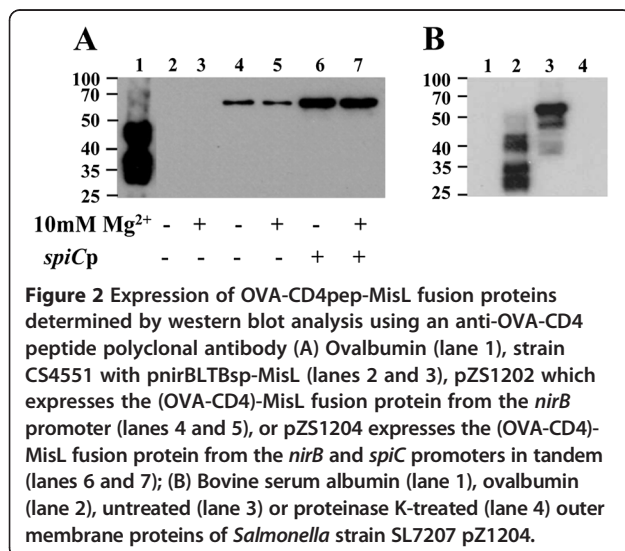 A
B
1 2 3 4 5 6 7
1 2 3 4
100
70
50
40
35
25
100
70
50
40
35
25
10mM Mg²⁺ - + - + - +
spiCp - - - - + +
Figure 2 Expression of OVA-CD4pep-MisL fusion proteins
determined by western blot analysis using an anti-OVA-CD4
peptide polyclonal antibody (A) Ovalbumin (lane 1), strain
CS4551 with pnirBLTBsp-MisL (lanes 2 and 3), pZS1202 which
expresses the (OVA-CD4)-MisL fusion protein from the nirB
promoter (lanes 4 and 5), or pZS1204 expresses the (OVA-CD4)-
MisL fusion protein from the nirB and spiC promoters in tandem
(lanes 6 and 7); (B) Bovine serum albumin (lane 1), ovalbumin
(lane 2), untreated (lane 3) or proteinase K-treated (lane 4) outer
membrane proteins of Salmonella strain SL7207 pZ1204.